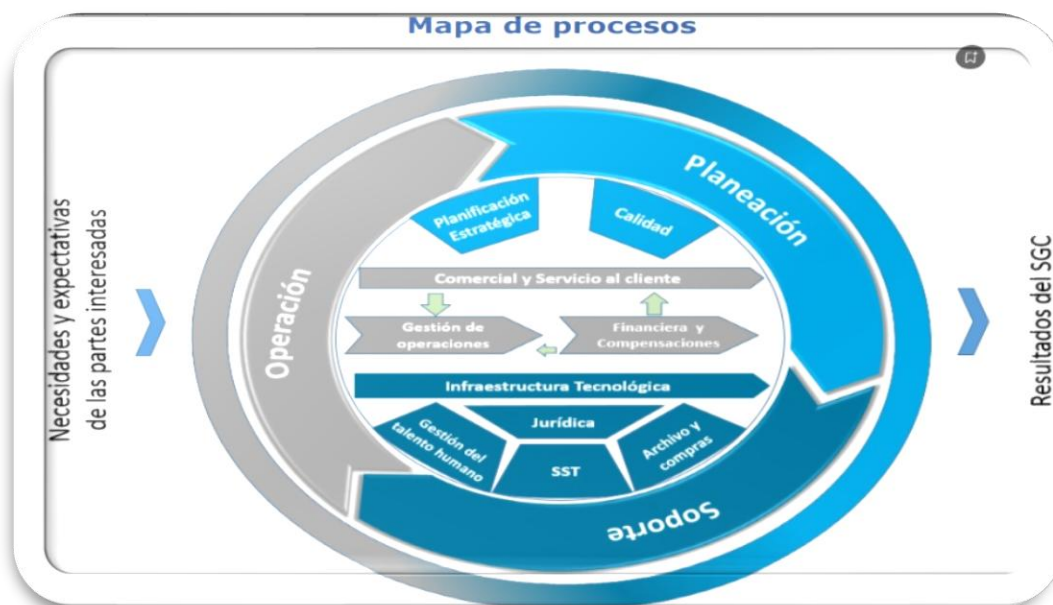 Mapa de procesos
Necesidades y expectativas
de las partes interesadas
Operación
Planeación
Soporte
Planificación
Estratégica
Calidad
Comercial y Servicio al cliente
Gestión de
operaciones
Financiera y
Compensaciones
Infraestructura Tecnológica
Gestión del
talento humano
Jurídica
SST
Archivo y
compras
Resultados del SGC